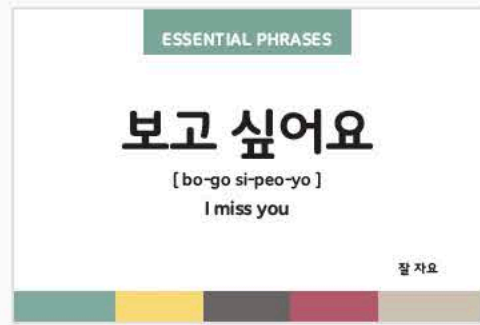 ESSENTIAL PHRASES
보고 싶어요
[ bo-go si-peo-yo ]
I miss you
잘 자요